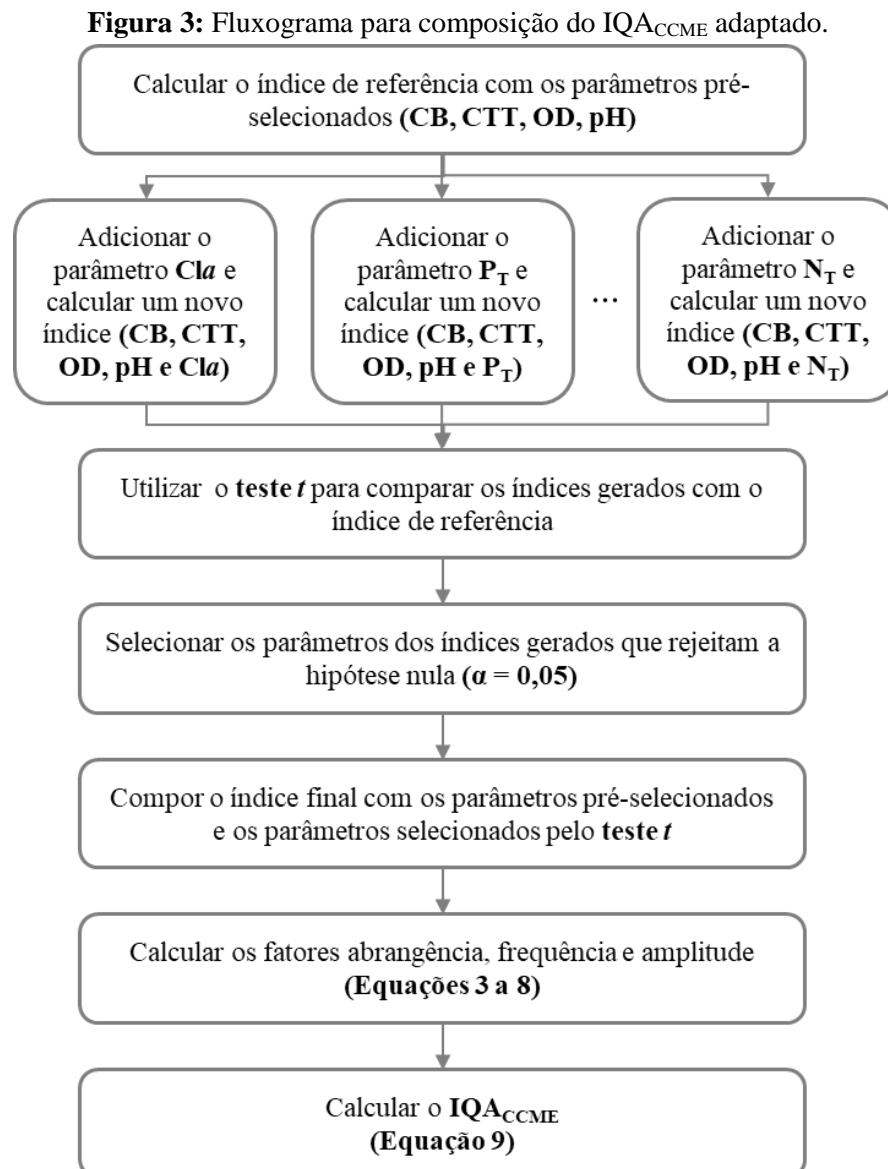 Figura 3: Fluxograma para composição do IQACCME adaptado.
Calcular o índice de referência com os parâmetros pré-
selecionados (CB, CTT, OD, pH)
Adicionar o
parâmetro Cla e
calcular um novo
índice (CB, CTT,
OD, pH e Cla)
Adicionar o
parâmetro PT e
calcular um novo
índice (CB, CTT,
OD, pH e PT)
...
Adicionar o
parâmetro NT e
calcular um novo
índice (CB, CTT,
OD, pH e NT)
Utilizar o teste t para comparar os índices gerados com o
índice de referência
Selecionar os parâmetros dos índices gerados que rejeitam a
hipótese nula (α = 0,05)
Compor o índice final com os parâmetros pré-selecionados
e os parâmetros selecionados pelo teste t
Calcular os fatores abrangência, frequência e amplitude
(Equações 3 a 8)
Calcular o IQACCME
(Equação 9)